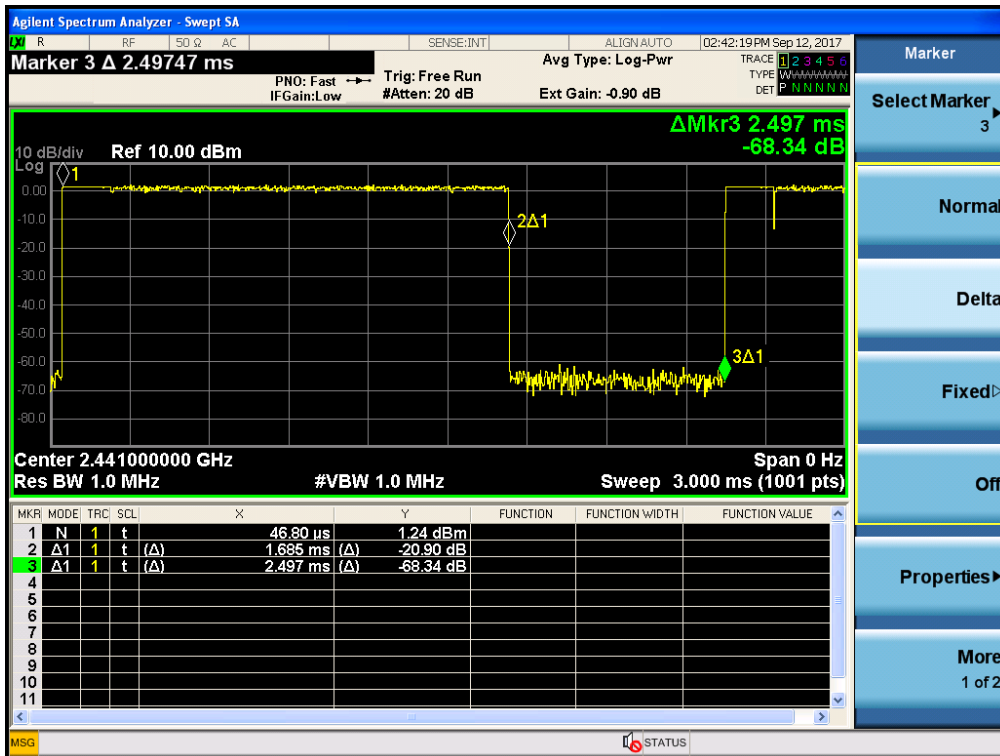 Agilent Spectrum Analyzer - Swept SA
LXI R RF 50 Ω AC SENSE:INT ALIGN AUTO 02:42:19 PM Sep 12, 2017
Marker 3 Δ 2.49747 ms
PNO: Fast
IFGain:Low
Trig: Free Run
#Atten: 20 dB
Avg Type: Log-Pwr
Ext Gain: -0.90 dB
TRACE 1 2 3 4 5 6
TYPE W
DET P N N N N N
ΔMkr3 2.497 ms
-68.34 dB
10 dB/div Ref 10.00 dBm
Log
1
0.00
-10.0
2Δ1
-20.0
-30.0
-40.0
-50.0
-60.0
3Δ1
-70.0
-80.0
Center 2.441000000 GHz Span 0 Hz
Res BW 1.0 MHz #VBW 1.0 MHz Sweep 3.000 ms (1001 pts)
MKR MODE TRC SCL X Y FUNCTION FUNCTION WIDTH FUNCTION VALUE
1 N 1 t 46.80 µs 1.24 dBm
2 Δ1 1 t (Δ) 1.685 ms (Δ) -20.90 dB
3 Δ1 1 t (Δ) 2.497 ms (Δ) -68.34 dB
4
5
6
7
8
9
10
11
MSG STATUS
Marker
Select Marker
3
Normal
Delta
Fixed
Off
Properties
More
1 of 2